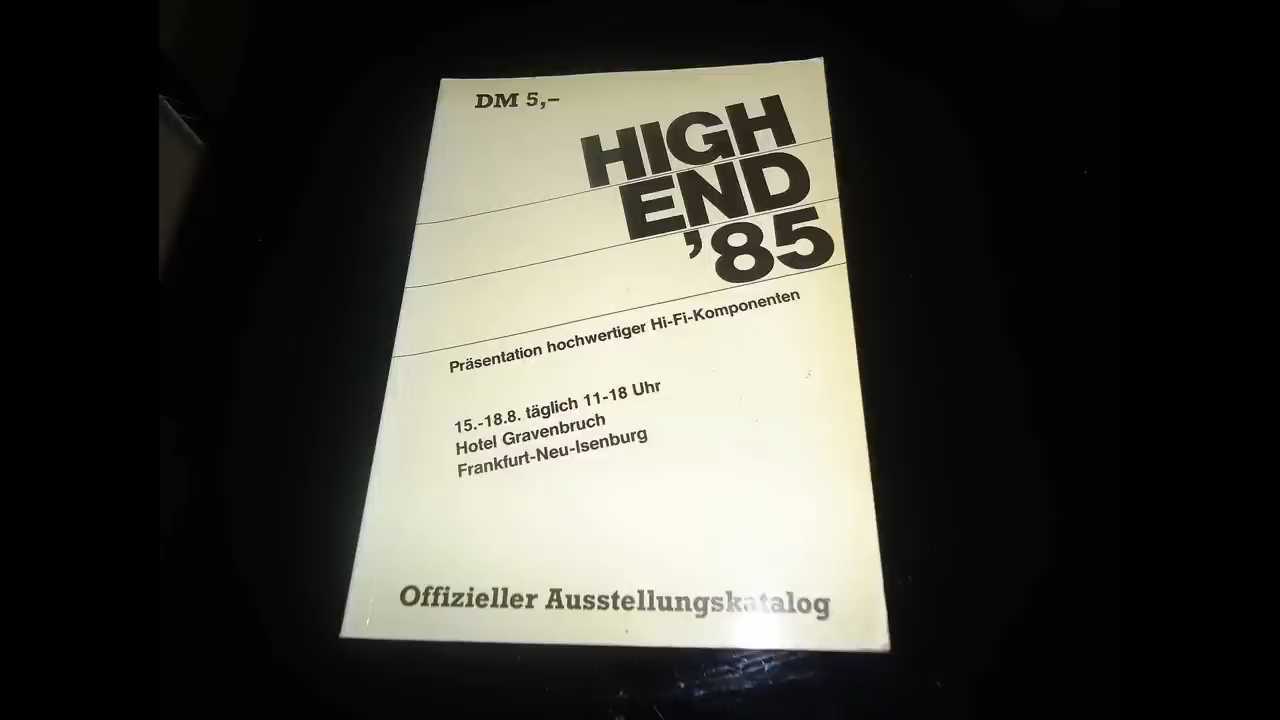 DM 5,–
HIGH
END
'85
Präsentation hochwertiger Hi-Fi-Komponenten
15.-18.8. täglich 11-18 Uhr
Hotel Gravenbruch
Frankfurt-Neu-Isenburg
Offizieller Ausstellungskatalog